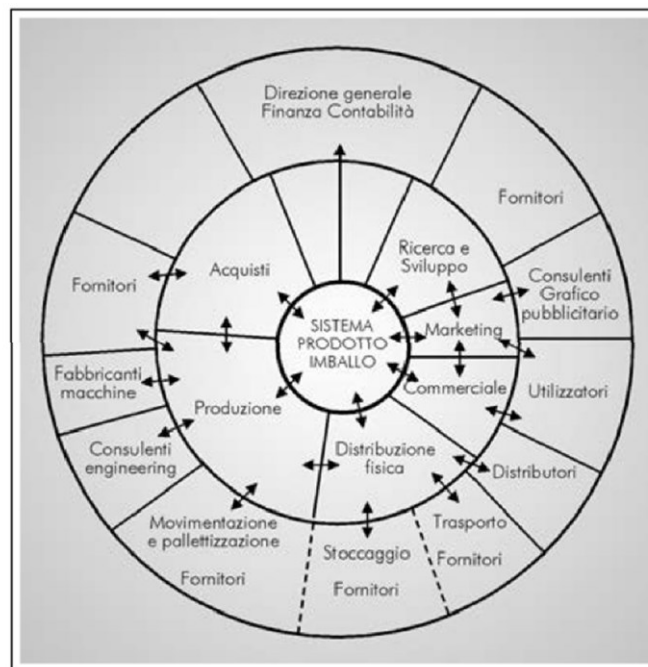 Direzione generale
Finanza Contabilità
Fornitori
Ricerca e
Sviluppo
Acquisti
Fornitori
Consulenti
Grafico
pubblicitario
SISTEMA
PRODOTTO
IMBALLO
Marketing
Fabbricanti
macchine
Commerciale
Utilizzatori
Produzione
Consulenti
engineering
Distribuzione
fisica
Distributori
Movimentazione
e pallettizzazione
Trasporto
Stoccaggio
Fornitori
Fornitori
Fornitori